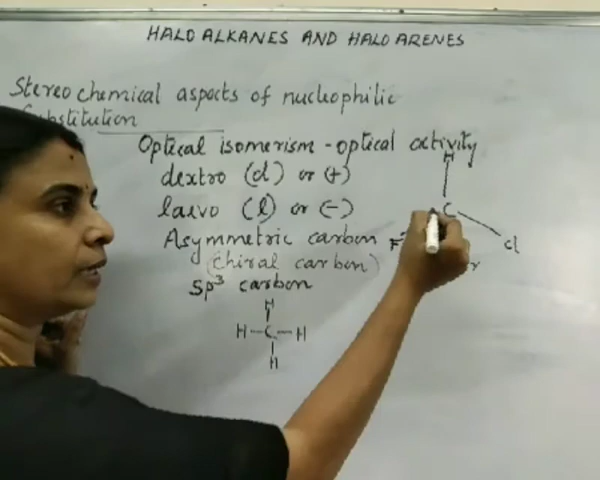 HALO ALKANES AND HALO ARENES
Stereo chemical aspects of nucleophilic
Substitution
Optical isomerism - optical activity
dextro (d) or (+)
laevo (l) or (-)
Asymmetric carbon
(chiral carbon)
sp³ carbon
H
H-C-H
H
H
C
F
Cl
r